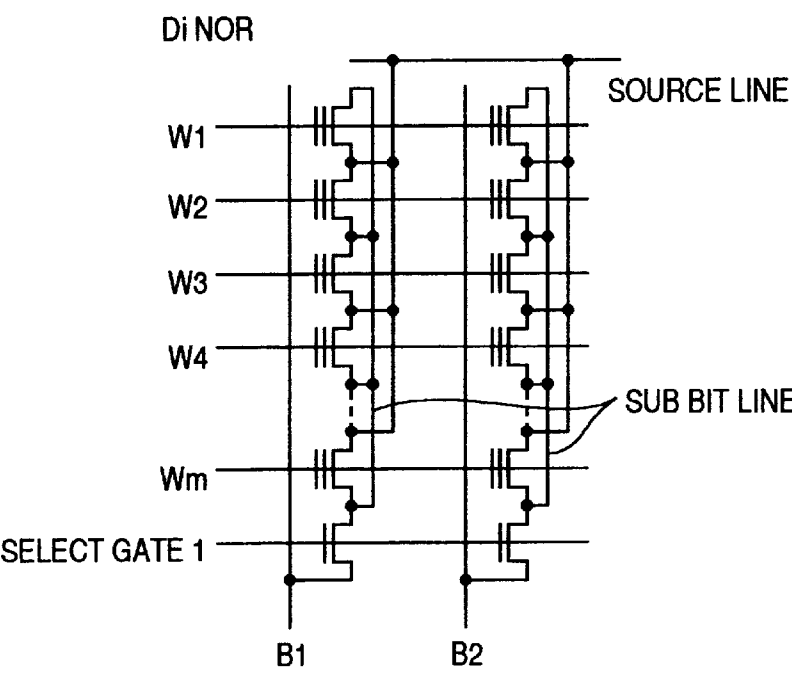 Di NOR
SOURCE LINE
W1
W2
W3
W4
SUB BIT LINE
Wm
SELECT GATE 1
B1
B2